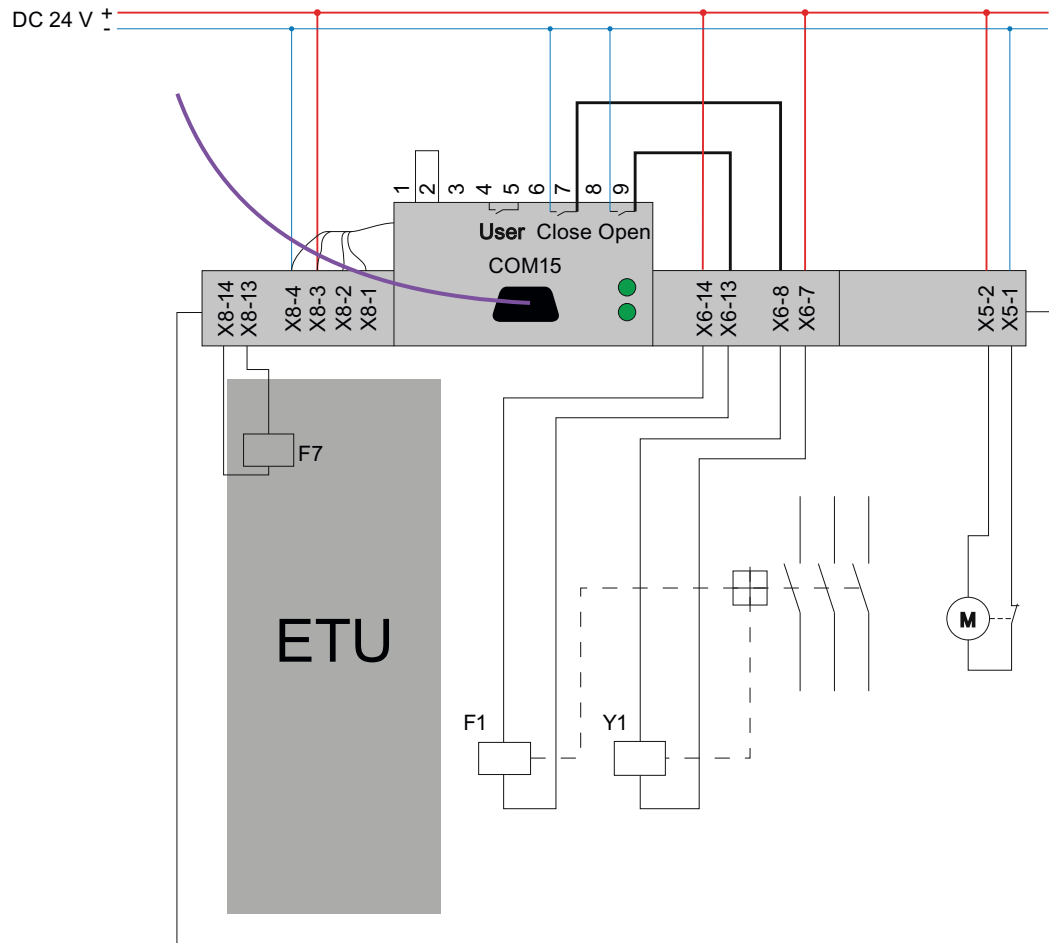 DC 24 V +
-
1
2
3
4
5
6
7
8
9
User Close Open
COM15
X8-14
X8-13
X8-4
X8-3
X8-2
X8-1
X6-14
X6-13
X6-8
X6-7
X5-2
X5-1
F7
ETU
M
F1
Y1